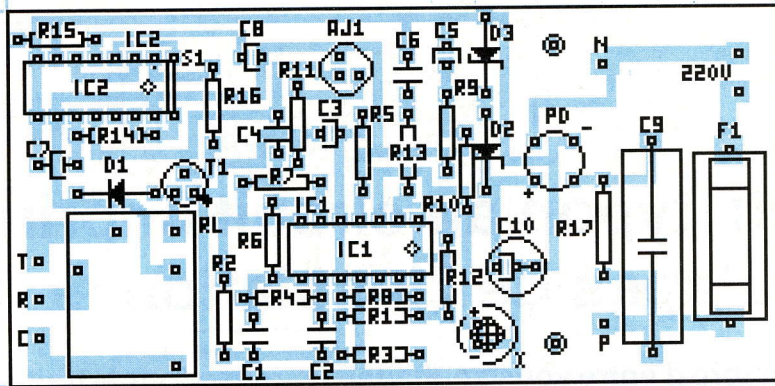 R15
IC2
C8
AJ1
C6
C5
D3
N
220V
S1
IC2
R16
R11
C3
R5
R9
D2
PD
-
C9
F1
R14
C4
R13
C7
D1
T1
R7
R10
+
RL
IC1
R6
IC1
C10
R17
T
R2
R12
R
R4
R8
R1
+
C
R3
X
P
C1
C2